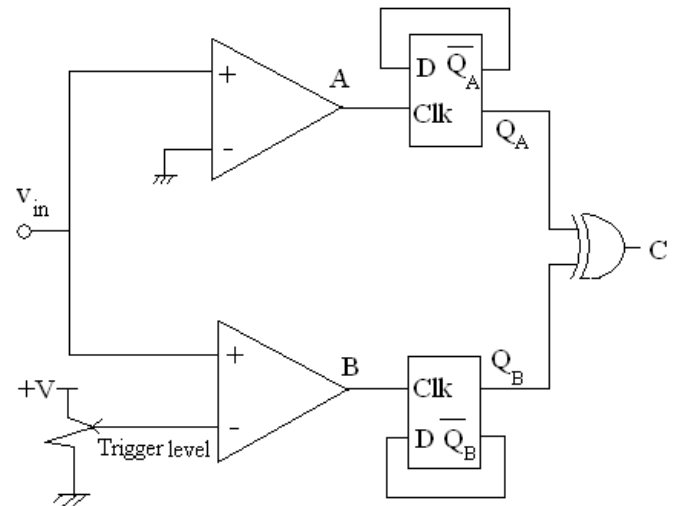 D Q̅A
A
+
Clk
QA
-
vin
C
B
QB
+
Clk
+V
-
D Q̅B
Trigger level